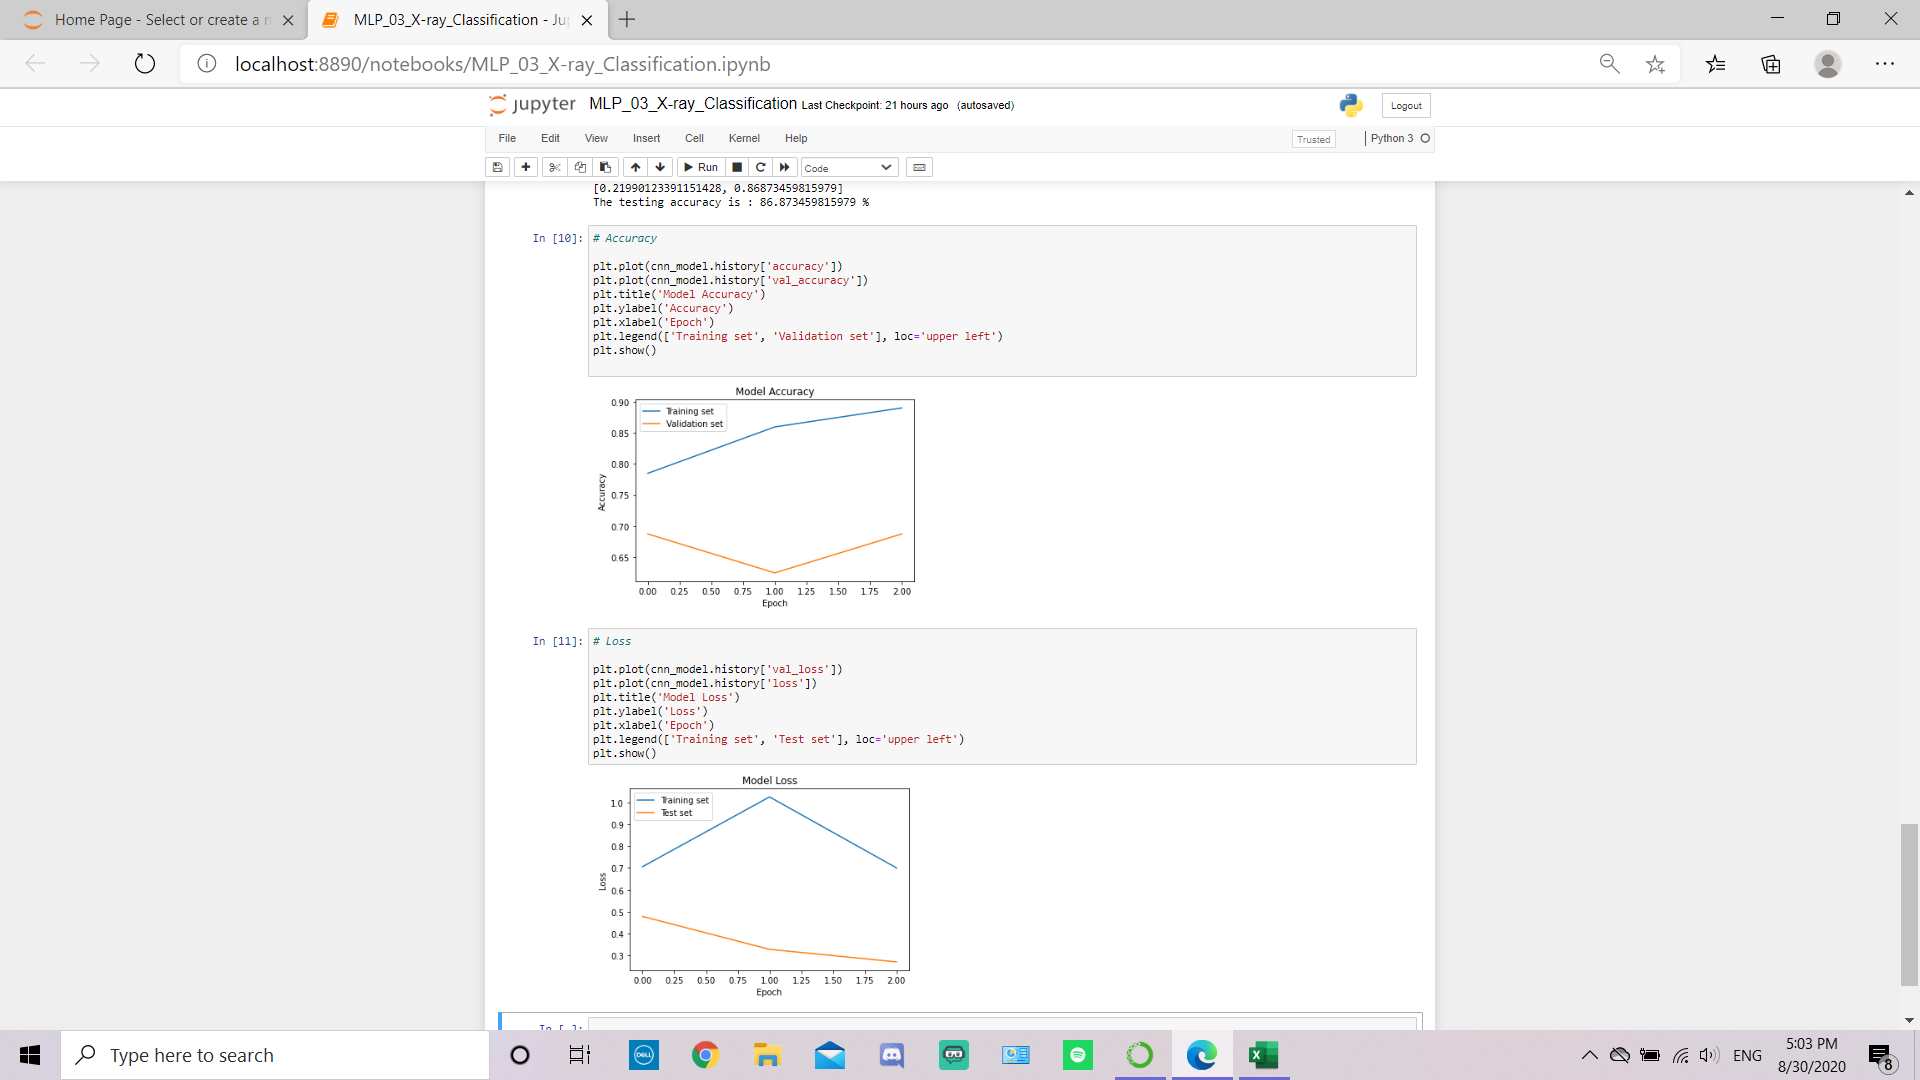 Home Page - Select or create a n
MLP_03_X-ray_Classification - Ju
localhost:8890/notebooks/MLP_03_X-ray_Classification.ipynb
jupyter MLP_03_X-ray_Classification Last Checkpoint: 21 hours ago (autosaved)
Logout
File Edit View Insert Cell Kernel Help
Trusted
Python 3
Run
Code
[0.21990123391151428, 0.86873459815979]
The testing accuracy is : 86.873459815979 %
In [10]:
# Accuracy
plt.plot(cnn_model.history['accuracy'])
plt.plot(cnn_model.history['val_accuracy'])
plt.title('Model Accuracy')
plt.ylabel('Accuracy')
plt.xlabel('Epoch')
plt.legend(['Training set', 'Validation set'], loc='upper left')
plt.show()
Model Accuracy
Training set
Validation set
0.90
0.85
0.80
0.75
0.70
0.65
Accuracy
0.00 0.25 0.50 0.75 1.00 1.25 1.50 1.75 2.00
Epoch
In [11]:
# Loss
plt.plot(cnn_model.history['val_loss'])
plt.plot(cnn_model.history['loss'])
plt.title('Model Loss')
plt.ylabel('Loss')
plt.xlabel('Epoch')
plt.legend(['Training set', 'Test set'], loc='upper left')
plt.show()
Model Loss
Training set
Test set
1.0
0.9
0.8
0.7
0.6
0.5
0.4
0.3
Loss
0.00 0.25 0.50 0.75 1.00 1.25 1.50 1.75 2.00
Epoch
In [ ]:
Type here to search
DELL
ENG
5:03 PM
8/30/2020
8